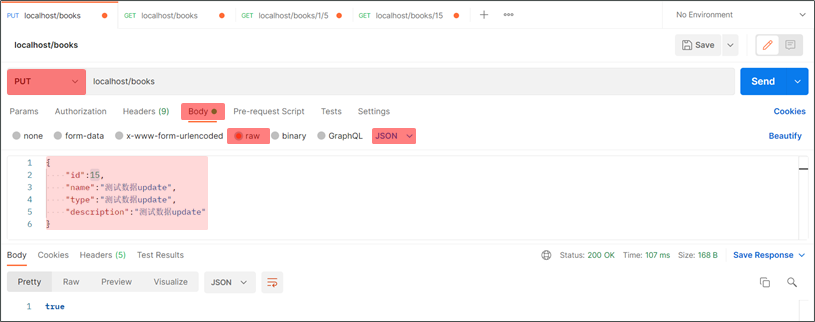 PUT localhost/books GET localhost/books GET localhost/books/1/5 GET localhost/books/15 + ooo No Environment
localhost/books Save
PUT localhost/books Send
Params Authorization Headers (9) Body Pre-request Script Tests Settings Cookies
none form-data x-www-form-urlencoded raw binary GraphQL JSON Beautify
1 {
2 "id":15,
3 "name":"测试数据update",
4 "type":"测试数据update",
5 "description":"测试数据update"
6 }
Body Cookies Headers (5) Test Results Status: 200 OK Time: 107 ms Size: 168 B Save Response
Pretty Raw Preview Visualize JSON
1 true